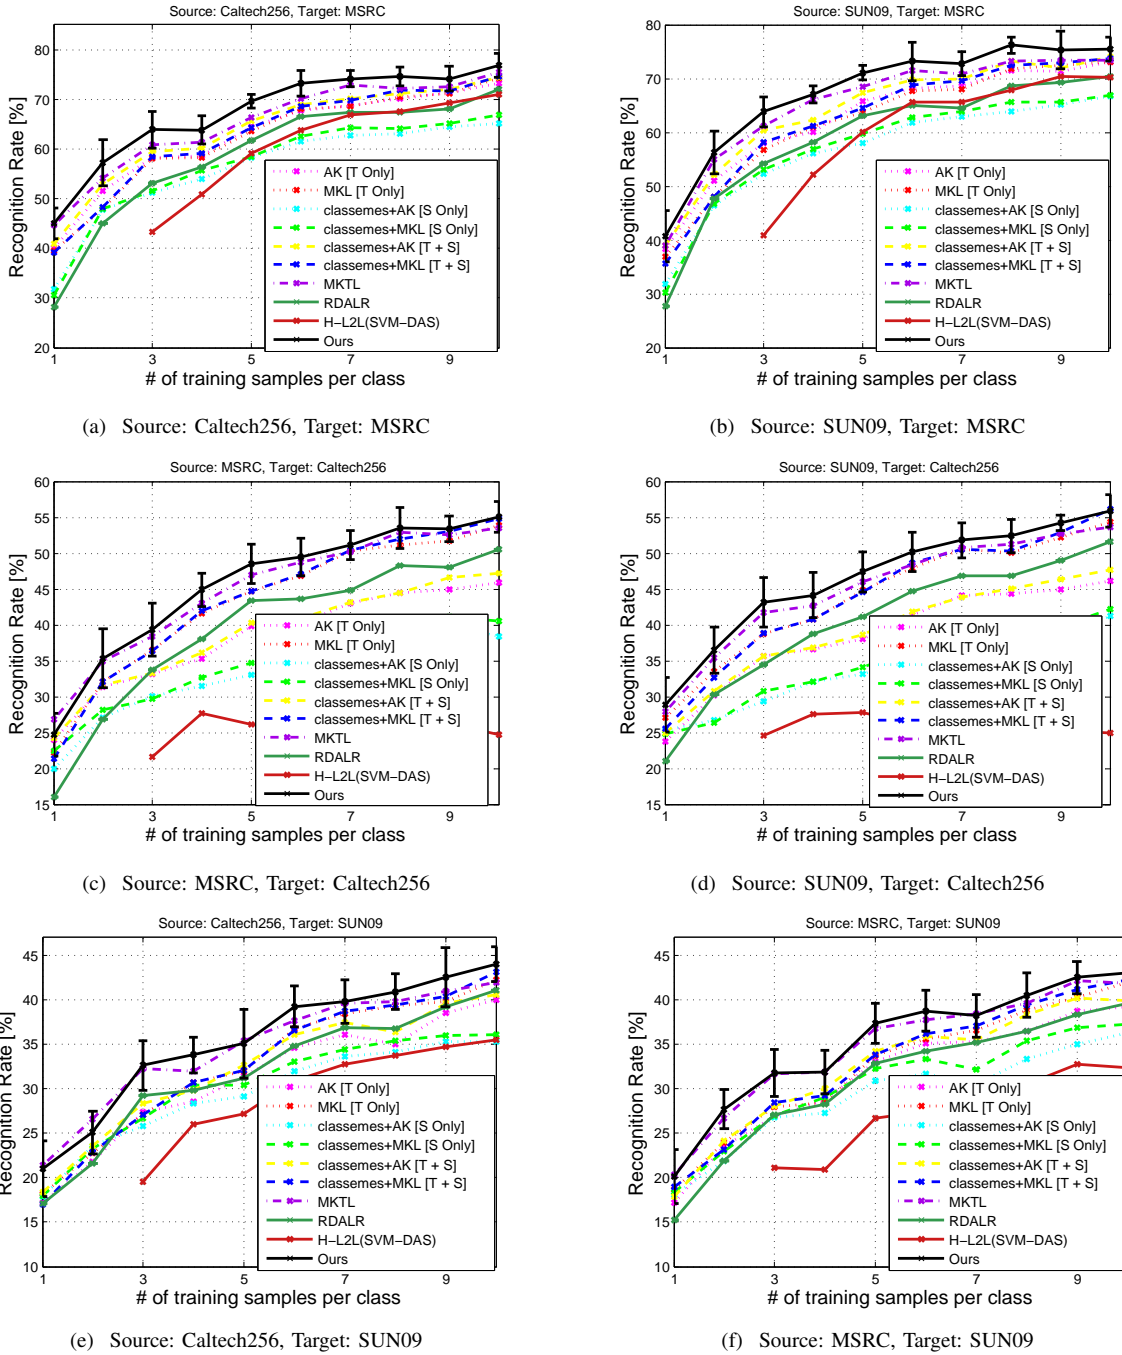 Source: Caltech256, Target: MSRC
Recognition Rate [%]
80
70
60
50
40
30
20
1
3
5
7
9
# of training samples per class
AK [T Only]
MKL [T Only]
classemes+AK [S Only]
classemes+MKL [S Only]
classemes+AK [T + S]
classemes+MKL [T + S]
MKTL
RDALR
H−L2L(SVM−DAS)
Ours
(a) Source: Caltech256, Target: MSRC
Source: SUN09, Target: MSRC
Recognition Rate [%]
80
70
60
50
40
30
20
1
3
5
7
9
# of training samples per class
AK [T Only]
MKL [T Only]
classemes+AK [S Only]
classemes+MKL [S Only]
classemes+AK [T + S]
classemes+MKL [T + S]
MKTL
RDALR
H−L2L(SVM−DAS)
Ours
(b) Source: SUN09, Target: MSRC
Source: MSRC, Target: Caltech256
Recognition Rate [%]
60
55
50
45
40
35
30
25
20
15
1
3
5
7
9
# of training samples per class
AK [T Only]
MKL [T Only]
classemes+AK [S Only]
classemes+MKL [S Only]
classemes+AK [T + S]
classemes+MKL [T + S]
MKTL
RDALR
H−L2L(SVM−DAS)
Ours
(c) Source: MSRC, Target: Caltech256
Source: SUN09, Target: Caltech256
Recognition Rate [%]
60
55
50
45
40
35
30
25
20
15
1
3
5
7
9
# of training samples per class
AK [T Only]
MKL [T Only]
classemes+AK [S Only]
classemes+MKL [S Only]
classemes+AK [T + S]
classemes+MKL [T + S]
MKTL
RDALR
H−L2L(SVM−DAS)
Ours
(d) Source: SUN09, Target: Caltech256
Source: Caltech256, Target: SUN09
Recognition Rate [%]
45
40
35
30
25
20
15
10
1
3
5
7
9
# of training samples per class
AK [T Only]
MKL [T Only]
classemes+AK [S Only]
classemes+MKL [S Only]
classemes+AK [T + S]
classemes+MKL [T + S]
MKTL
RDALR
H−L2L(SVM−DAS)
Ours
(e) Source: Caltech256, Target: SUN09
Source: MSRC, Target: SUN09
Recognition Rate [%]
45
40
35
30
25
20
15
10
1
3
5
7
9
# of training samples per class
AK [T Only]
MKL [T Only]
classemes+AK [S Only]
classemes+MKL [S Only]
classemes+AK [T + S]
classemes+MKL [T + S]
MKTL
RDALR
H−L2L(SVM−DAS)
Ours
(f) Source: MSRC, Target: SUN09